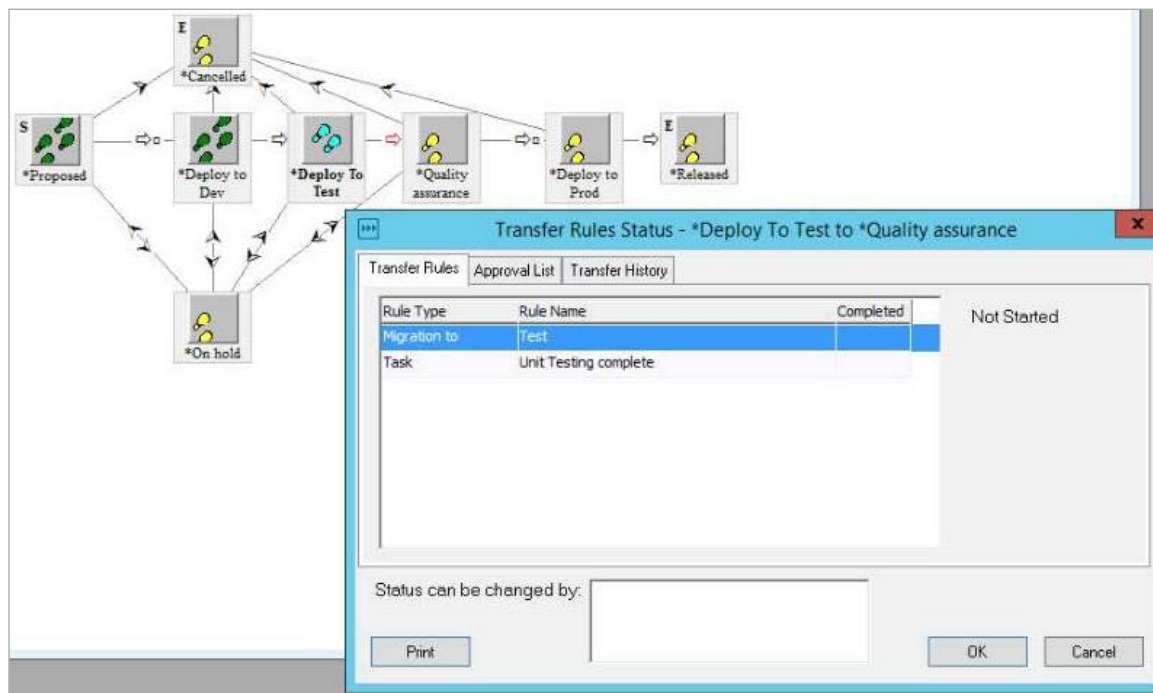 E
*Cancelled
S
*Proposed
*Deploy to
Dev
*Deploy To
Test
*Quality
assurance
*Deploy to
Prod
E
*Released
*On hold
Transfer Rules Status - *Deploy To Test to *Quality assurance
x
Transfer Rules Approval List Transfer History
Rule Type Rule Name Completed
Migration to Test
Task Unit Testing complete
Not Started
Status can be changed by:
Print OK Cancel